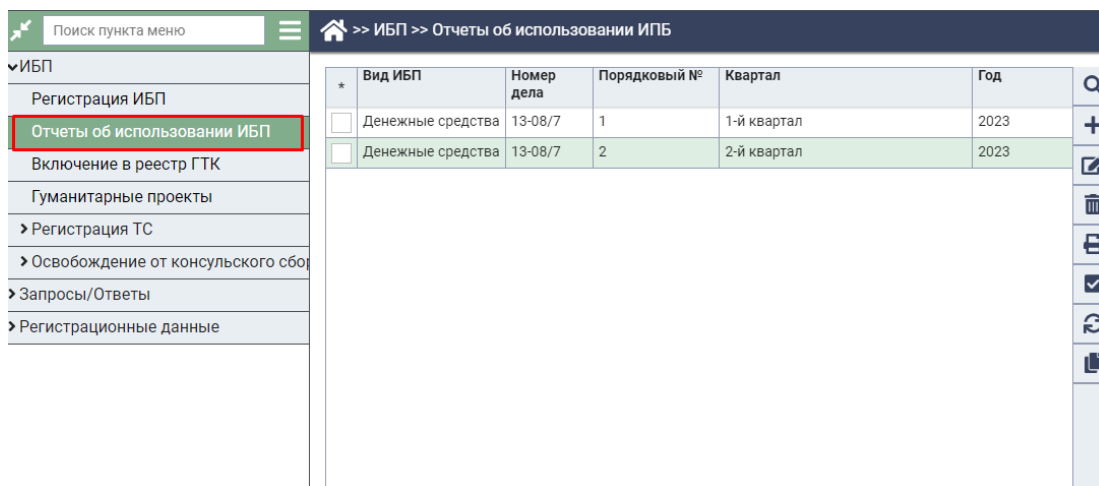 Поиск пункта меню
>> ИБП >> Отчеты об использовании ИПБ
ИБП
Регистрация ИБП
Отчеты об использовании ИБП
Включение в реестр ГТК
Гуманитарные проекты
Регистрация ТС
Освобождение от консульского сбор
Запросы/Ответы
Регистрационные данные
* Вид ИБП Номер дела Порядковый № Квартал Год
Денежные средства 13-08/7 1 1-й квартал 2023
Денежные средства 13-08/7 2 2-й квартал 2023